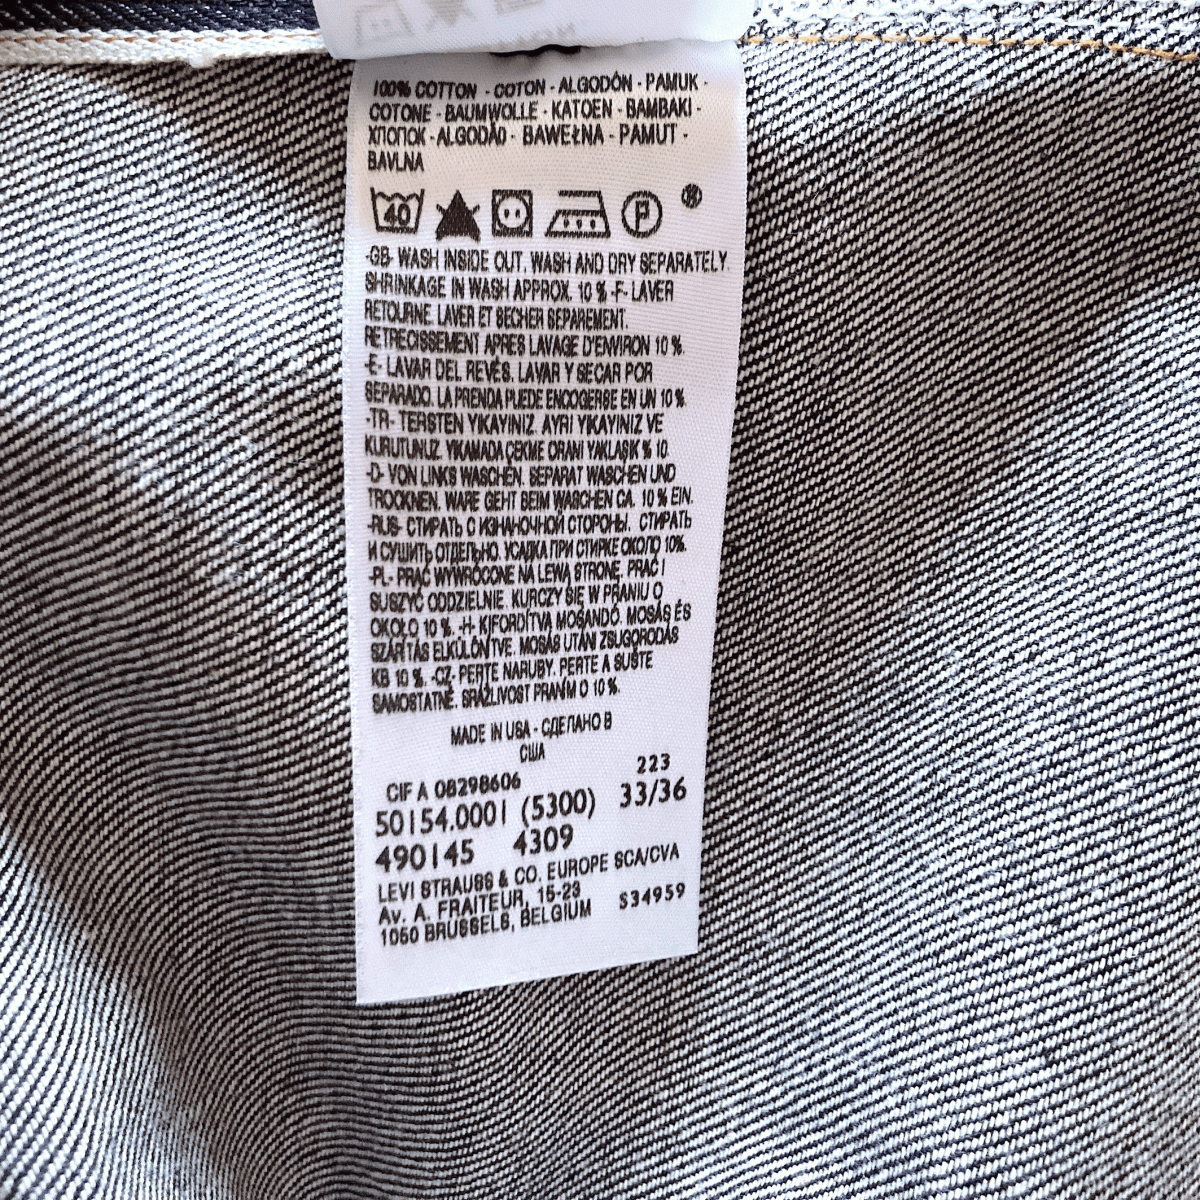 100% COTTON - COTON - ALGODÓN - PAMUK -
COTONE - BAUMWOLLE - KATOEN - BAMBAKI -
ХЛОПОК - ALGODÃO - BAWEŁNA - PAMUT -
BAVLNA
40 P ®
-GB- WASH INSIDE OUT. WASH AND DRY SEPARATELY.
SHRINKAGE IN WASH APPROX. 10 % -F- LAVER
RETOURNE. LAVER ET SECHER SEPAREMENT.
RETRECISSEMENT APRES LAVAGE D'ENVIRON 10 %.
-E- LAVAR DEL REVÉS. LAVAR Y SECAR POR
SEPARADO. LA PRENDA PUEDE ENCOGERSE EN UN 10 %.
-TR- TERSTEN YIKAYINIZ. AYRI YIKAYINIZ VE
KURUTUNUZ. YIKAMADA ÇEKME ORANI YAKLAŞIK % 10.
-D- VON LINKS WASCHEN. SEPARAT WASCHEN UND
TROCKNEN. WARE GEHT BEIM WASCHEN CA. 10 % EIN.
-RUS- СТИРАТЬ С ИЗНАНОЧНОЙ СТОРОНЫ. СТИРАТЬ
И СУШИТЬ ОТДЕЛЬНО. УСАДКА ПРИ СТИРКЕ ОКОЛО 10%.
-PL- PRAĆ WYWRÓCONE NA LEWĄ STRONĘ. PRAĆ I
SUSZYĆ ODDZIELNIE. KURCZY SIĘ W PRANIU O
OKOŁO 10 %. -H- KIFORDÍTVA MOSANDÓ. MOSÁS ÉS
SZÁRÍTÁS ELKÜLÖNÍTVE. MOSÁS UTÁNI ZSUGORODÁS
KB 10 %. -CZ- PERTE NARUBY. PERTE A SUŠTE
SAMOSTATNĚ. SRÁŽLIVOST PRANÍM O 10 %.
MADE IN USA - СДЕЛАНО В
США
CIF A 08298606 223
50154.0001 (5300) 33/36
490145 4309
LEVI STRAUSS & CO. EUROPE SCA/CVA
Av. A. FRAITEUR, 15-23
1050 BRUSSELS, BELGIUM S34959